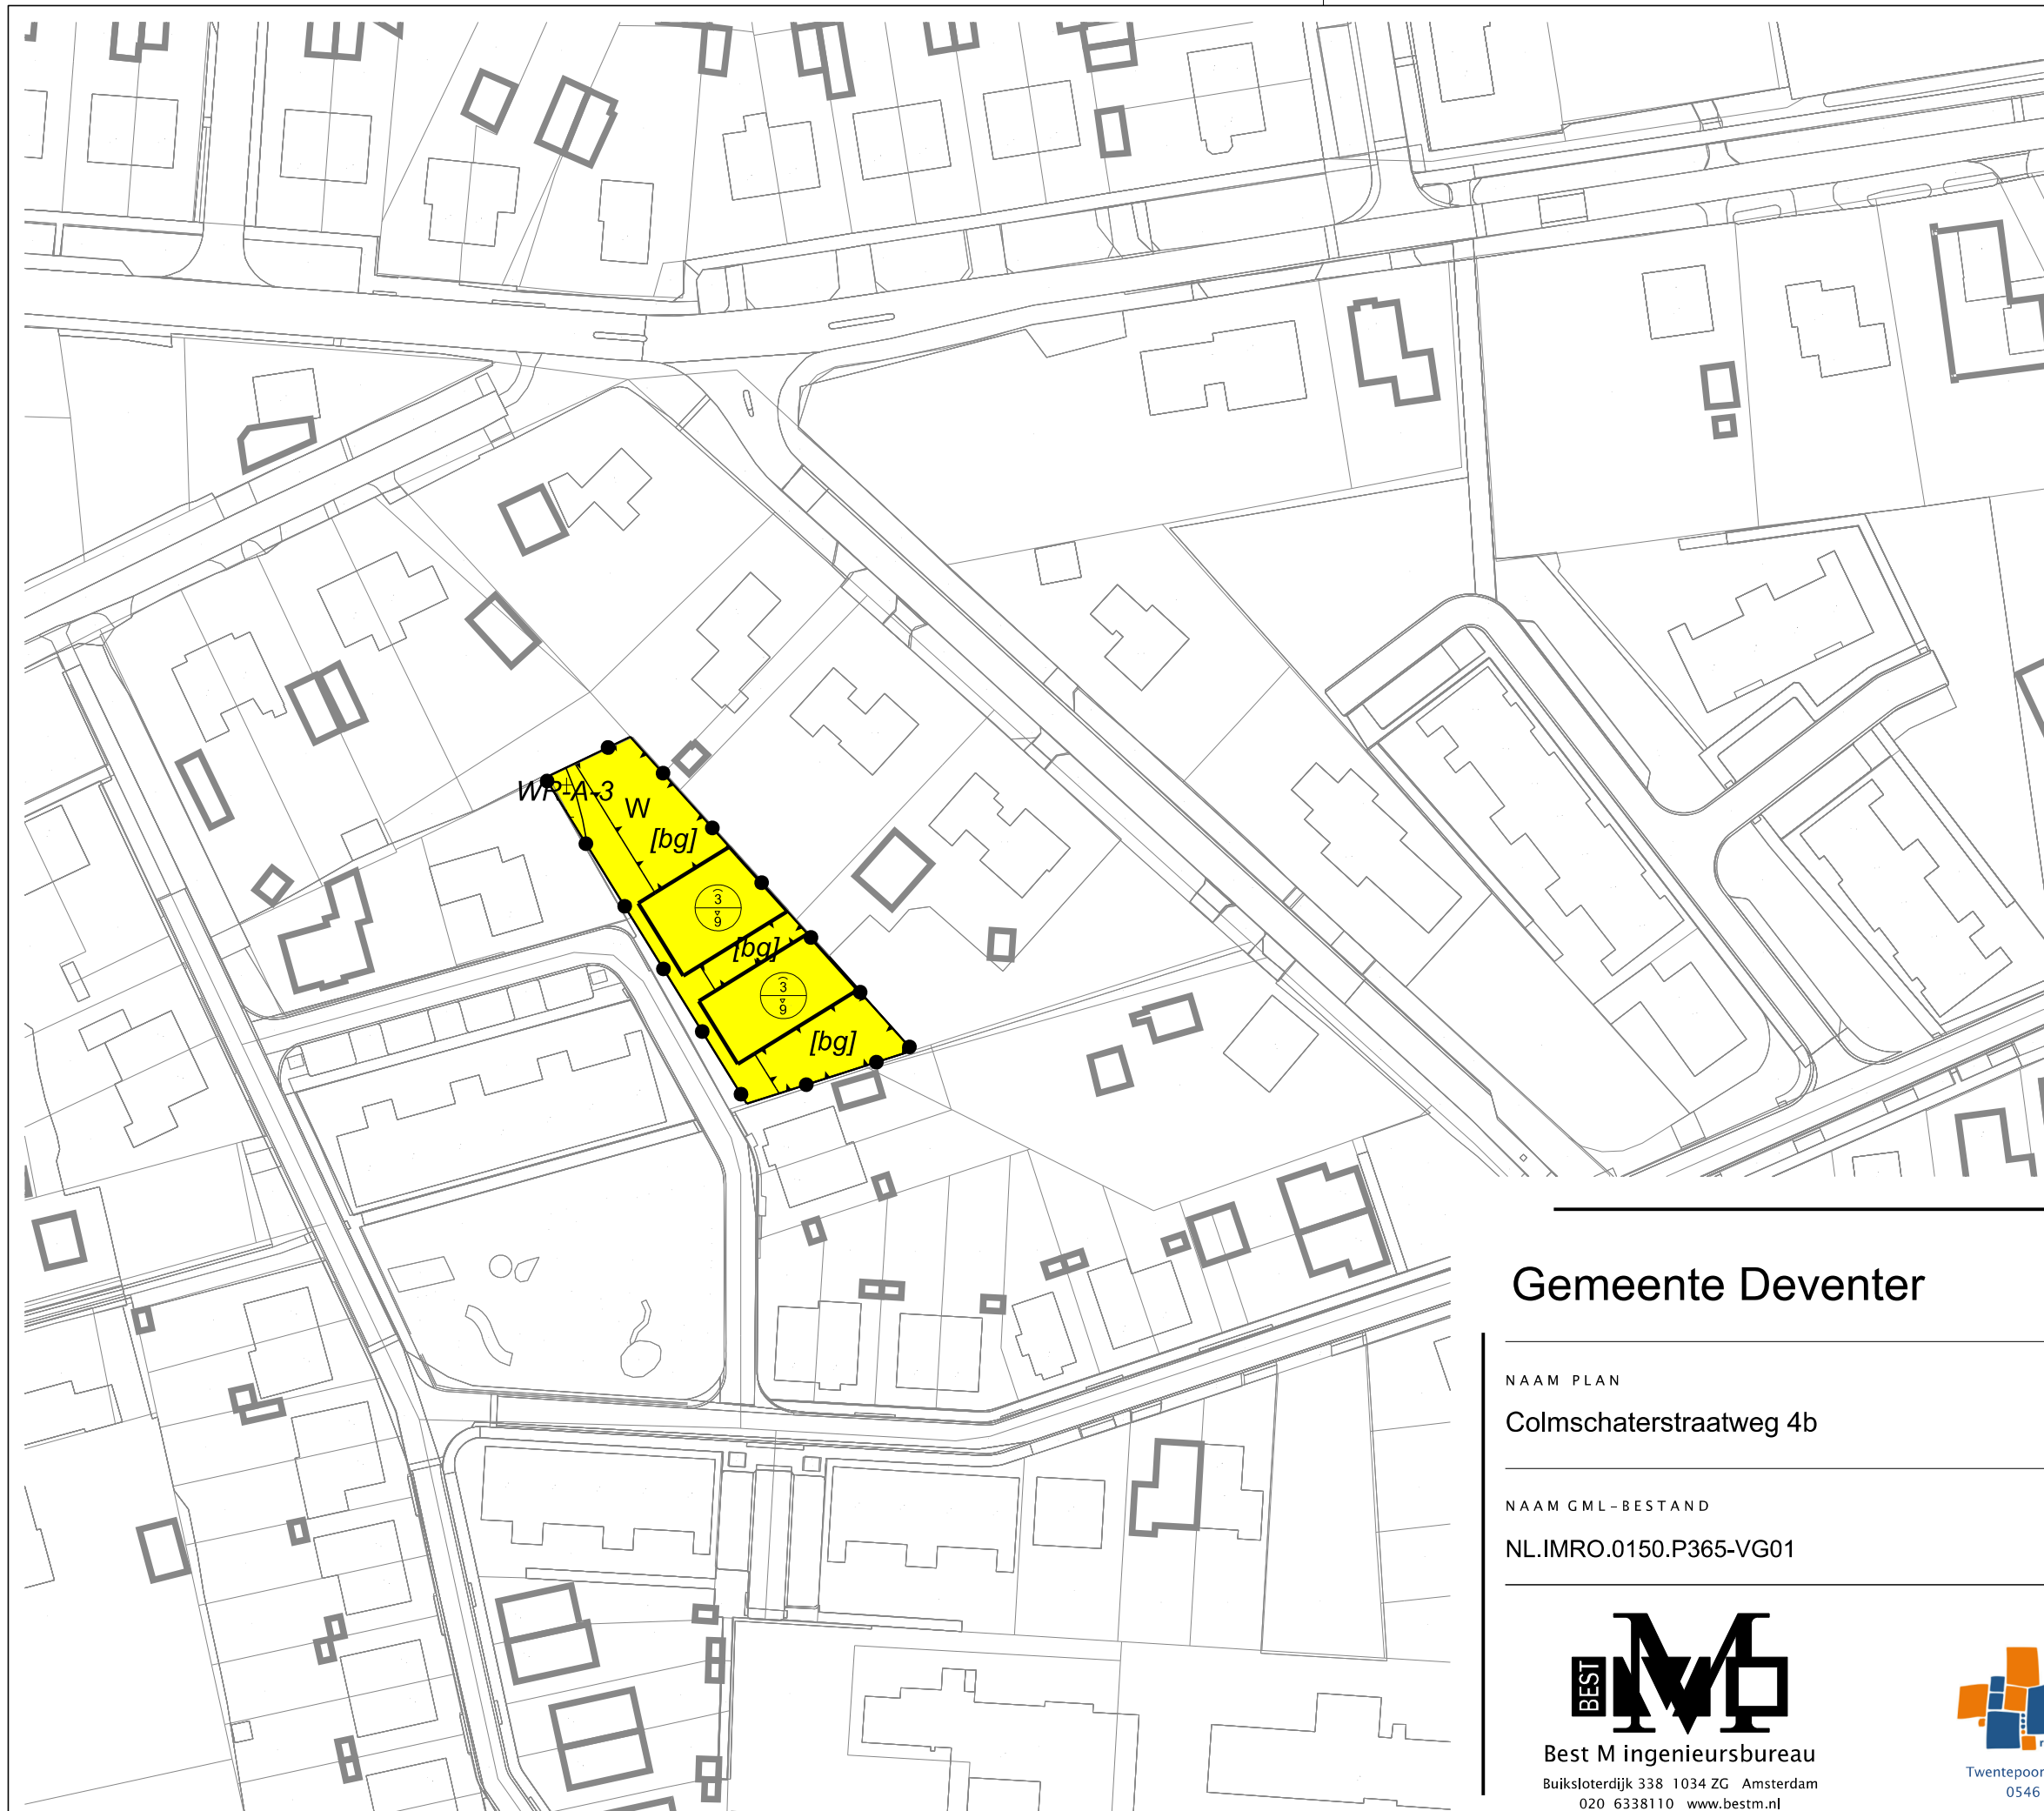 WR-A-3
W
[bg]
3
9
[bg]
3
9
[bg]
Gemeente Deventer
NAAM PLAN
Colmschaterstraatweg 4b
NAAM GML-BESTAND
NL.IMRO.0150.P365-VG01
BEST
M
Best M ingenieursbureau
Buiksloterdijk 338 1034 ZG Amsterdam
020 6338110 www.bestm.nl
Twentepoor
0546